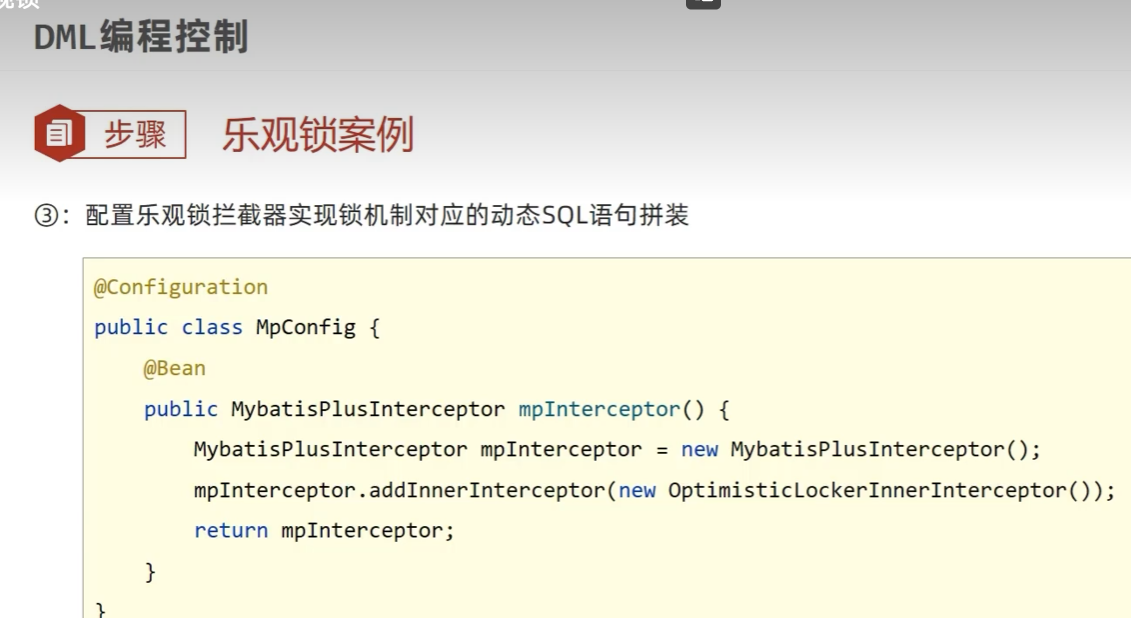 DML编程控制
步骤 乐观锁案例
③：配置乐观锁拦截器实现锁机制对应的动态SQL语句拼装
@Configuration
public class MpConfig {
@Bean
public MybatisPlusInterceptor mpInterceptor() {
MybatisPlusInterceptor mpInterceptor = new MybatisPlusInterceptor();
mpInterceptor.addInnerInterceptor(new OptimisticLockerInnerInterceptor());
return mpInterceptor;
}
}